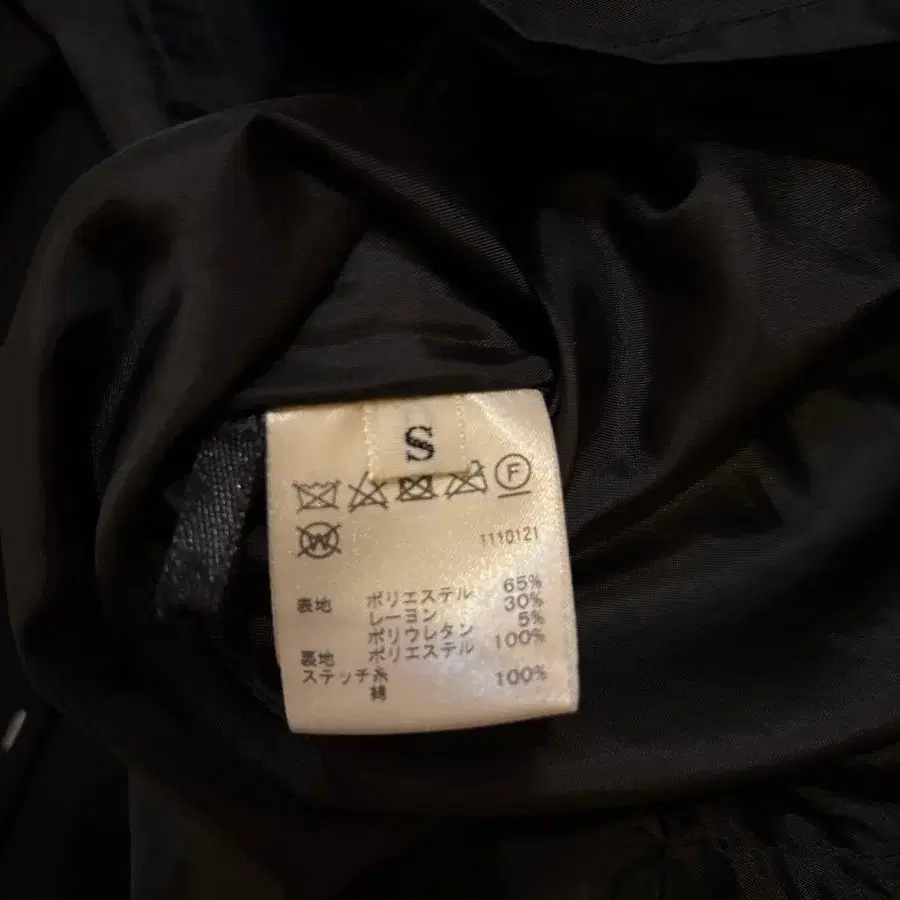 S
F
W
1110121
表地 ポリエステル 65%
レーヨン 30%
ポリウレタン 5%
裏地 ポリエステル 100%
ステッチ糸
綿 100%